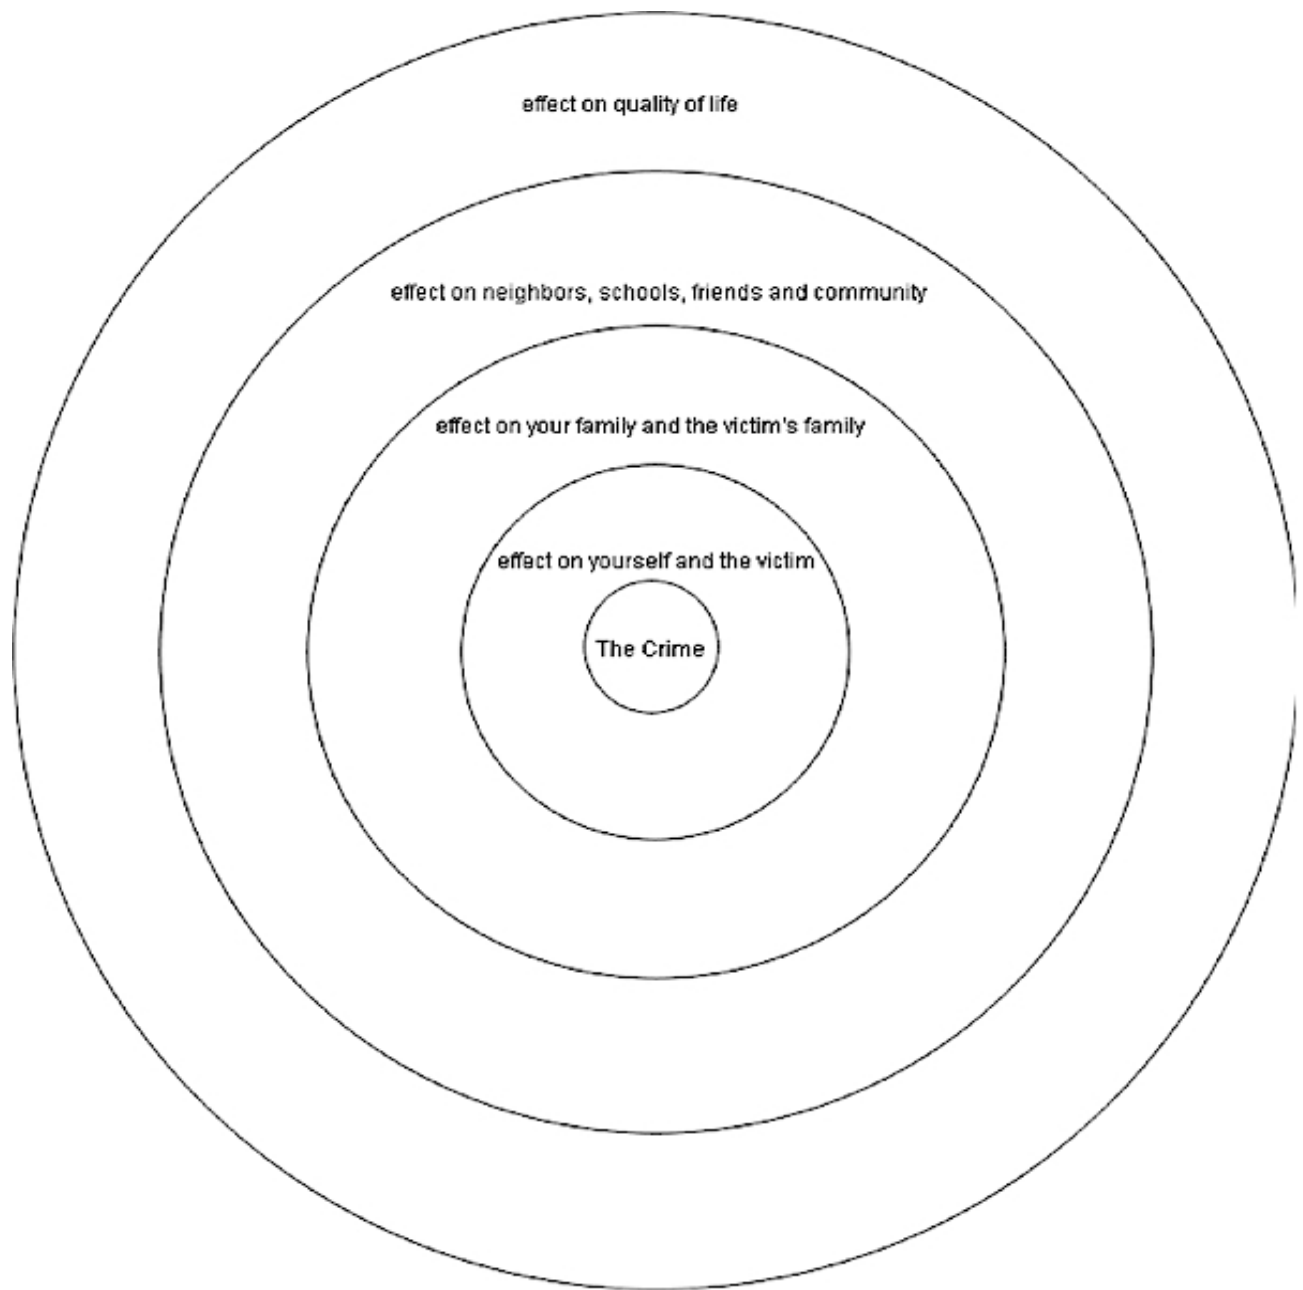 effect on quality of life
effect on neighbors, schools, friends and community
effect on your family and the victim's family
effect on yourself and the victim
The Crime